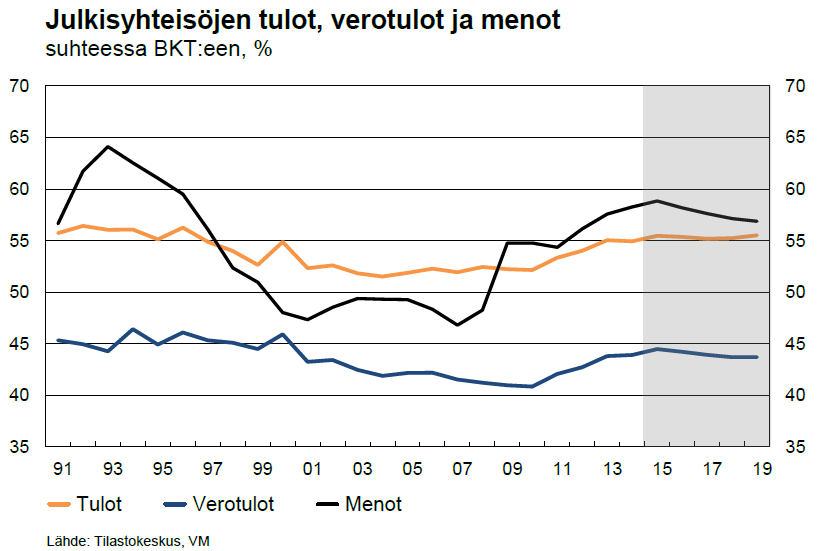 Julkisyhteisöjen tulot, verotulot ja menot
suhteessa BKT:een, %
70 70
65 65
60 60
55 55
50 50
45 45
40 40
35 35
91 93 95 97 99 01 03 05 07 09 11 13 15 17 19
Tulot Verotulot Menot
Lähde: Tilastokeskus, VM